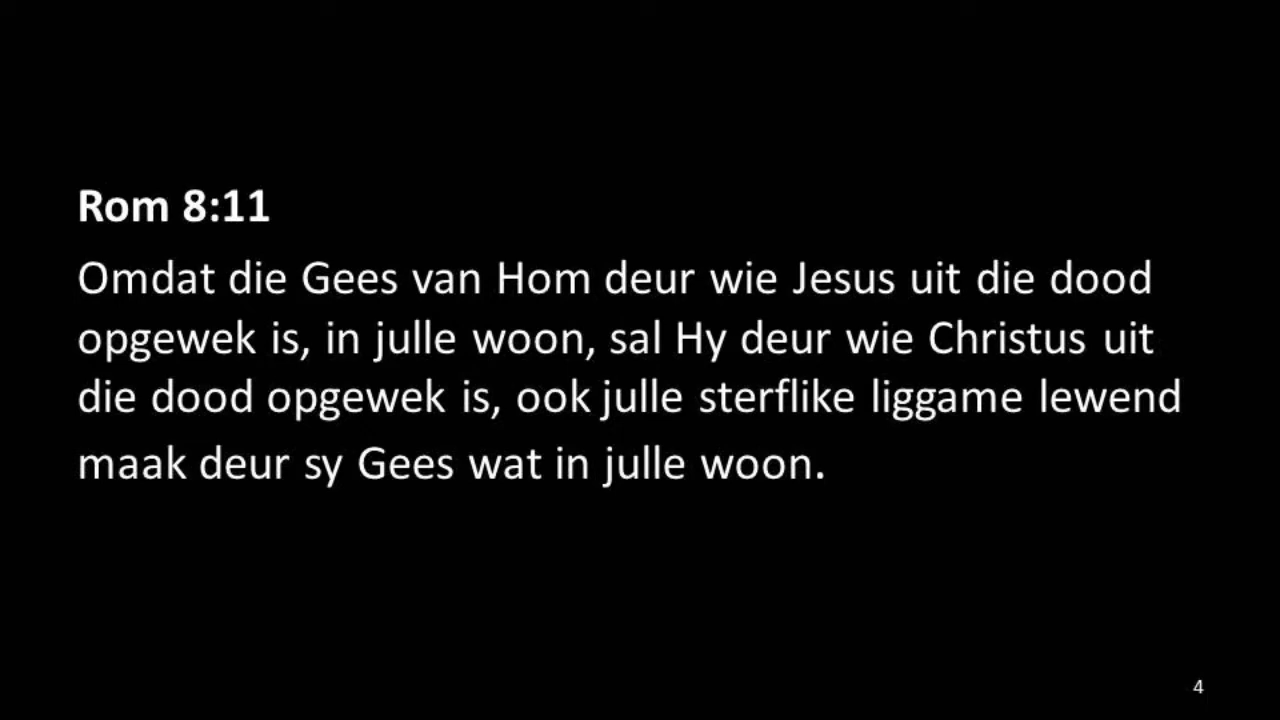 Rom 8:11
Omdat die Gees van Hom deur wie Jesus uit die dood
opgewek is, in julle woon, sal Hy deur wie Christus uit
die dood opgewek is, ook julle sterflike liggame lewend
maak deur sy Gees wat in julle woon.
4